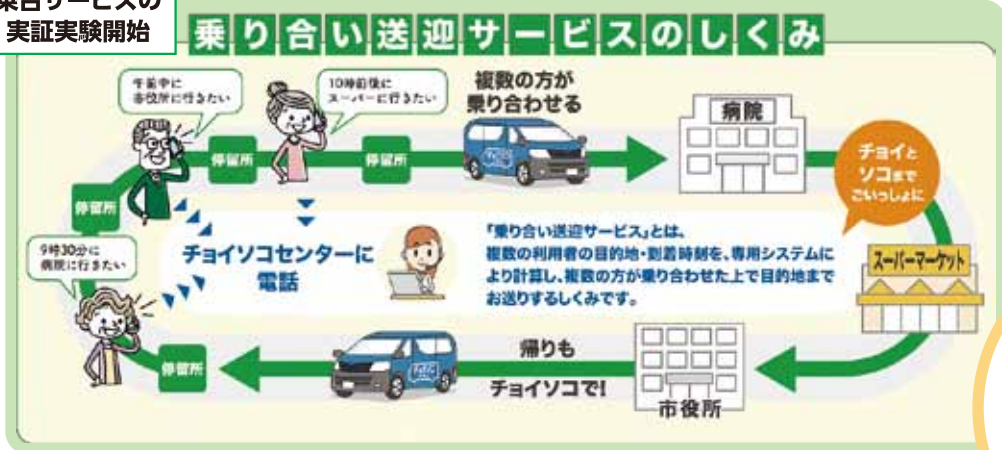 乗合サービスの
実証実験開始
乗り合い送迎サービスのしくみ
午前中に
市役所に行きたい
10時前後に
スーパーに行きたい
複数の方が
乗り合わせる
病院
停留所
停留所
停留所
チョイと
ソコまで
ごいっしょに
9時30分に
病院に行きたい
チョイソコセンターに
電話
「乗り合い送迎サービス」とは、
複数の利用者の目的地・到着時刻を、専用システムに
より計算し、複数の方が乗り合わせた上で目的地まで
お送りするしくみです。
スーパーマーケット
停留所
帰りも
チョイソコで!
市役所